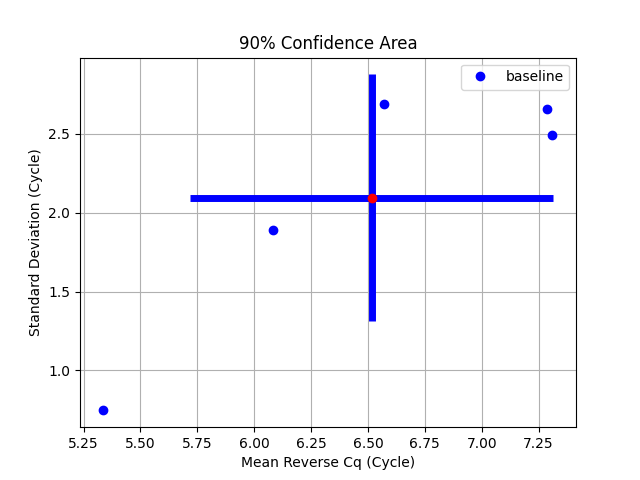 90% Confidence Area
baseline
Standard Deviation (Cycle)
2.5
2.0
1.5
1.0
5.25 5.50 5.75 6.00 6.25 6.50 6.75 7.00 7.25
Mean Reverse Cq (Cycle)